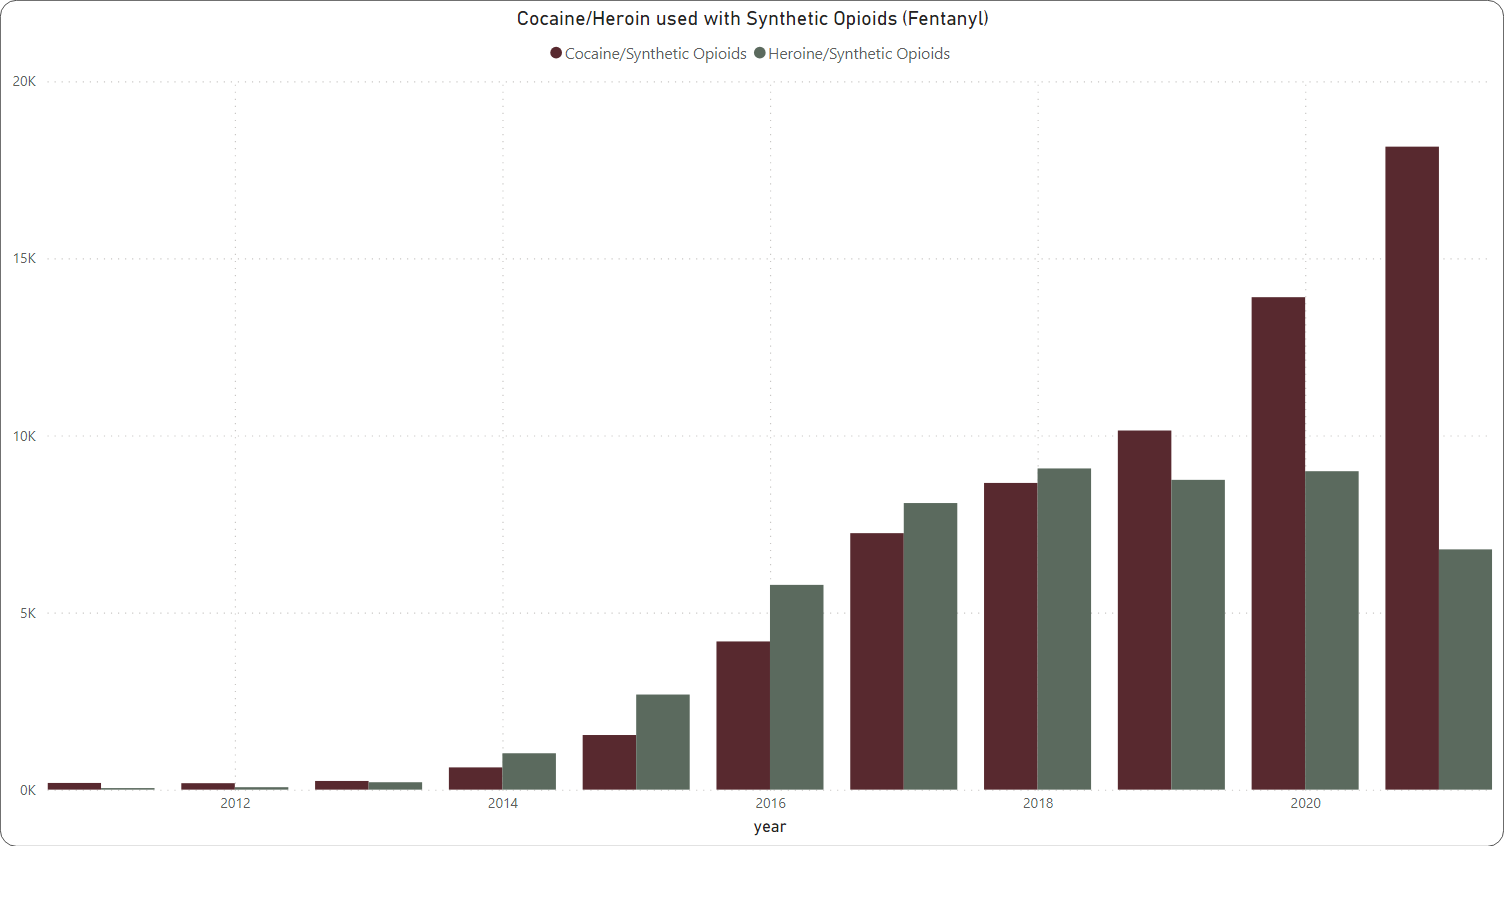 Cocaine/Heroin used with Synthetic Opioids (Fentanyl)
Cocaine/Synthetic Opioids Heroine/Synthetic Opioids
20K
15K
10K
5K
0K
2012 2014 2016 2018 2020
year